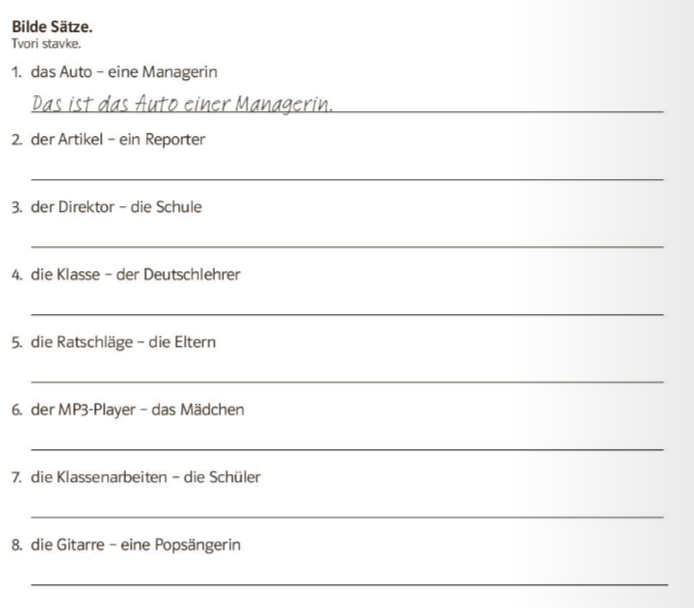 Bilde Sätze.
Tvori stavke.
1. das Auto – eine Managerin
Das ist das Auto einer Managerin.
2. der Artikel – ein Reporter
3. der Direktor – die Schule
4. die Klasse – der Deutschlehrer
5. die Ratschläge – die Eltern
6. der MP3-Player – das Mädchen
7. die Klassenarbeiten – die Schüler
8. die Gitarre – eine Popsängerin